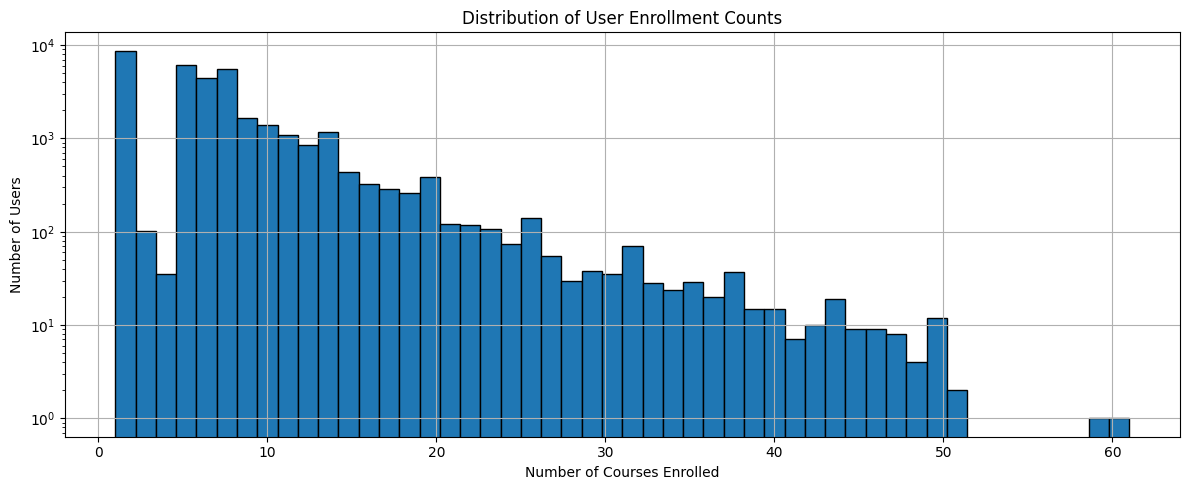 Distribution of User Enrollment Counts
Number of Users
10⁴
10³
10²
10¹
10⁰
0 10 20 30 40 50 60
Number of Courses Enrolled